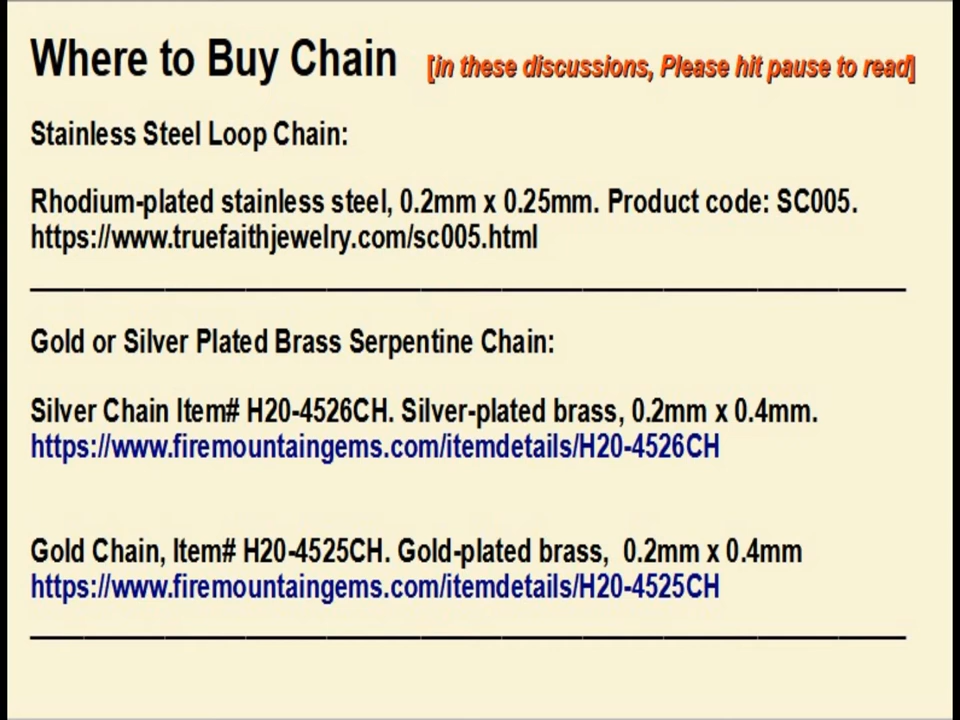 Where to Buy Chain [in these discussions, Please hit pause to read]
Stainless Steel Loop Chain:
Rhodium-plated stainless steel, 0.2mm x 0.25mm. Product code: SC005.
https://www.truefaithjewelry.com/sc005.html
Gold or Silver Plated Brass Serpentine Chain:
Silver Chain Item# H20-4526CH. Silver-plated brass, 0.2mm x 0.4mm.
https://www.firemountaingems.com/itemdetails/H20-4526CH
Gold Chain, Item# H20-4525CH. Gold-plated brass, 0.2mm x 0.4mm
https://www.firemountaingems.com/itemdetails/H20-4525CH